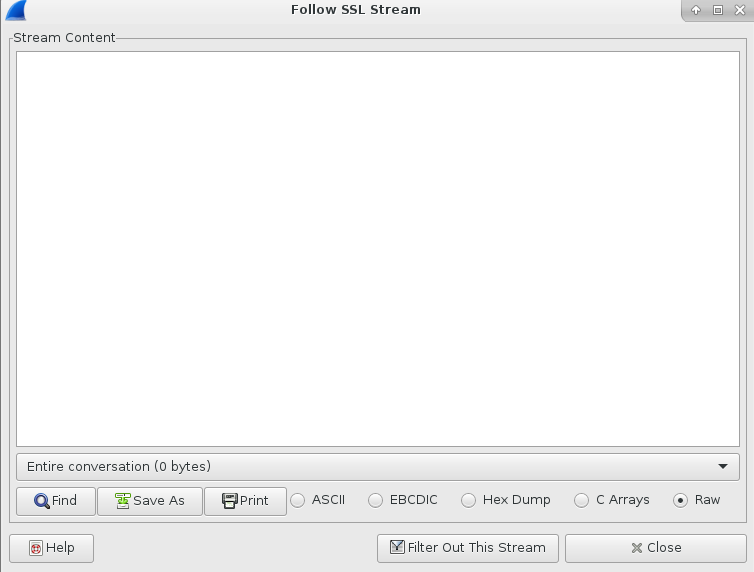 Follow SSL Stream
Stream Content
Entire conversation (0 bytes)
Find Save As Print ASCII EBCDIC Hex Dump C Arrays Raw
Help Filter Out This Stream Close